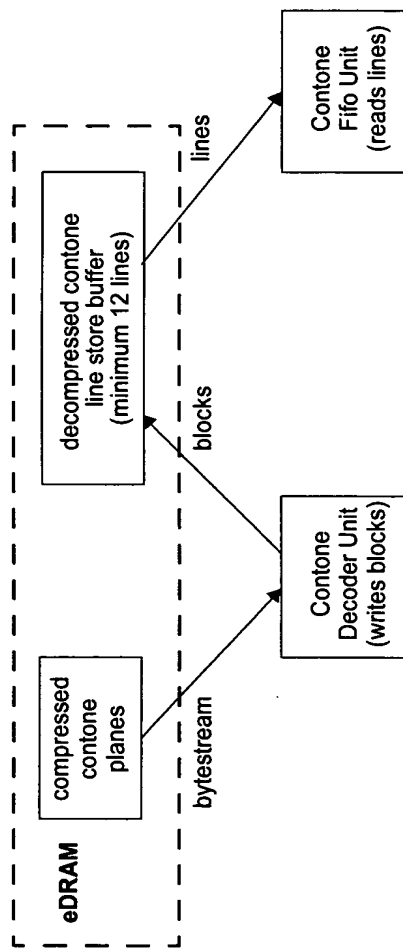 eDRAM
compressed
contone
planes
decompressed contone
line store buffer
(minimum 12 lines)
bytestream
blocks
lines
Contone
Decoder Unit
(writes blocks)
Contone
Fifo Unit
(reads lines)